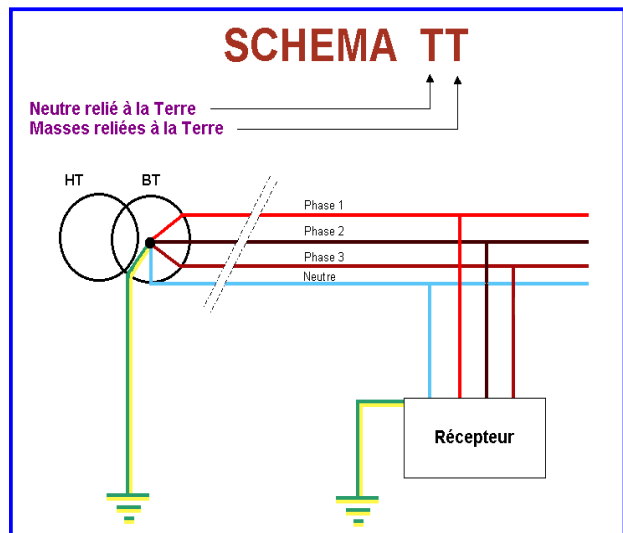 SCHEMA TT
Neutre relié à la Terre
Masses reliées à la Terre
HT
BT
Phase 1
Phase 2
Phase 3
Neutre
Récepteur